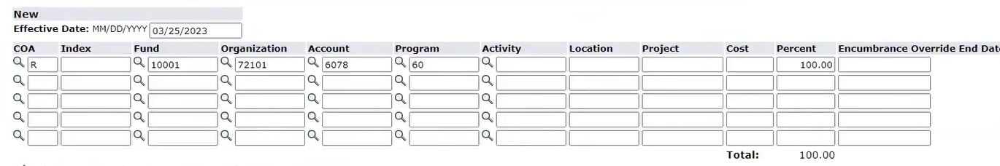 New
Effective Date: MM/DD/YYYY 03/25/2023
COA Index Fund Organization Account Program Activity Location Project Cost Percent Encumbrance Override End Date
R 10001 72101 6078 60 100.00
Total: 100.00